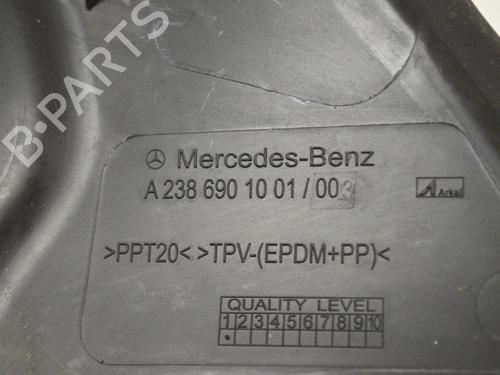 B-PARTS
Mercedes-Benz
A 238 690 10 01 / 003
Arkal
>PPT20< >TPV-(EPDM+PP)<
QUALITY LEVEL
1 2 3 4 5 6 7 8 9 10